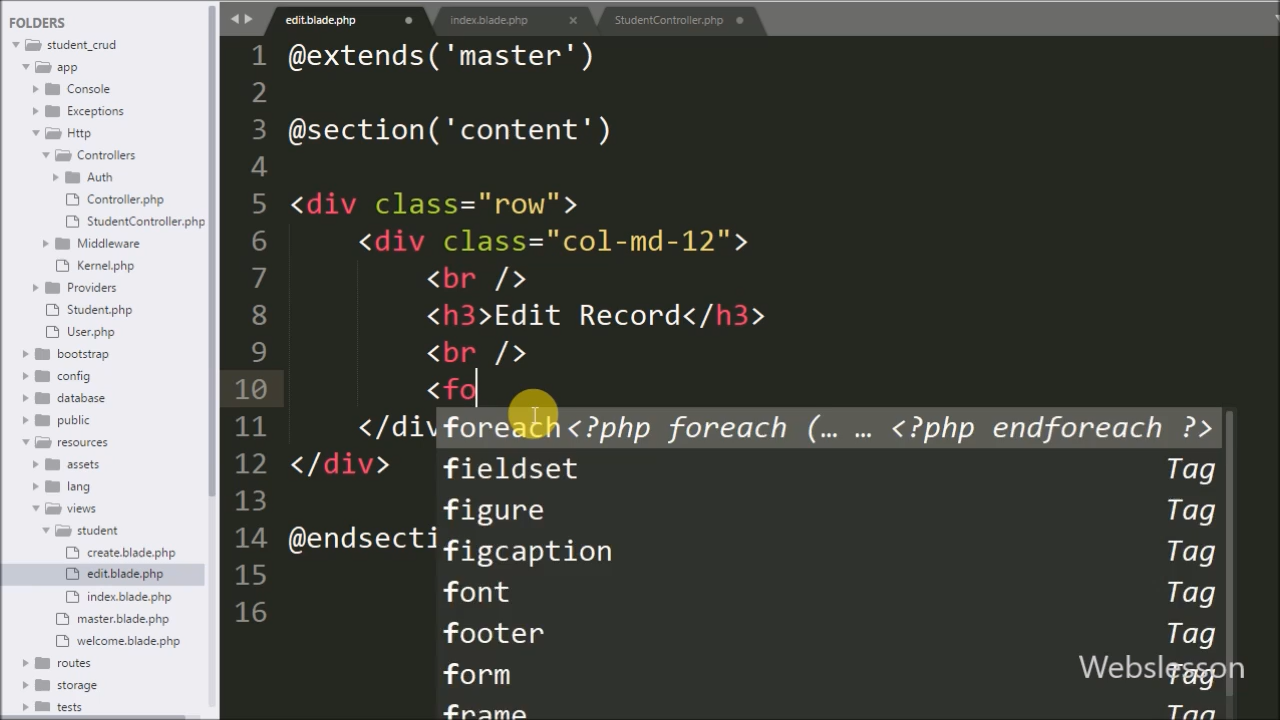 FOLDERS
student_crud
app
Console
Exceptions
Http
Controllers
Auth
Controller.php
StudentController.php
Middleware
Kernel.php
Providers
Student.php
User.php
bootstrap
config
database
public
resources
assets
lang
views
student
create.blade.php
edit.blade.php
index.blade.php
master.blade.php
welcome.blade.php
routes
storage
tests
edit.blade.php index.blade.php StudentController.php
1 @extends('master')
2
3 @section('content')
4
5 <div class="row">
6 <div class="col-md-12">
7 <br />
8 <h3>Edit Record</h3>
9 <br />
10 <fo
11 </div
12 </div>
13
14 @endsecti
15
16
foreach <?php foreach (… … <?php endforeach ?>
fieldset Tag
figure Tag
figcaption Tag
font Tag
footer Tag
form Tag
frame Tag
Webslesson